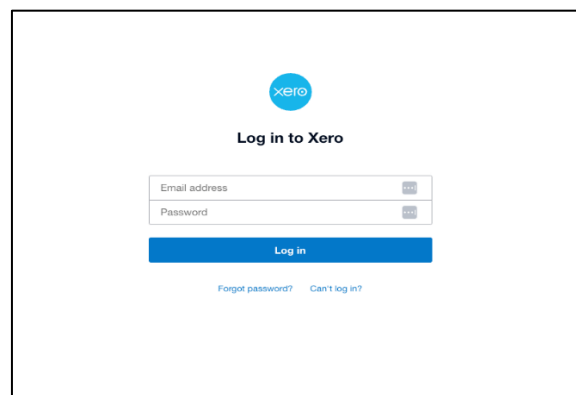 xero
Log in to Xero
Email address
Password
Log in
Forgot password? Can't log in?